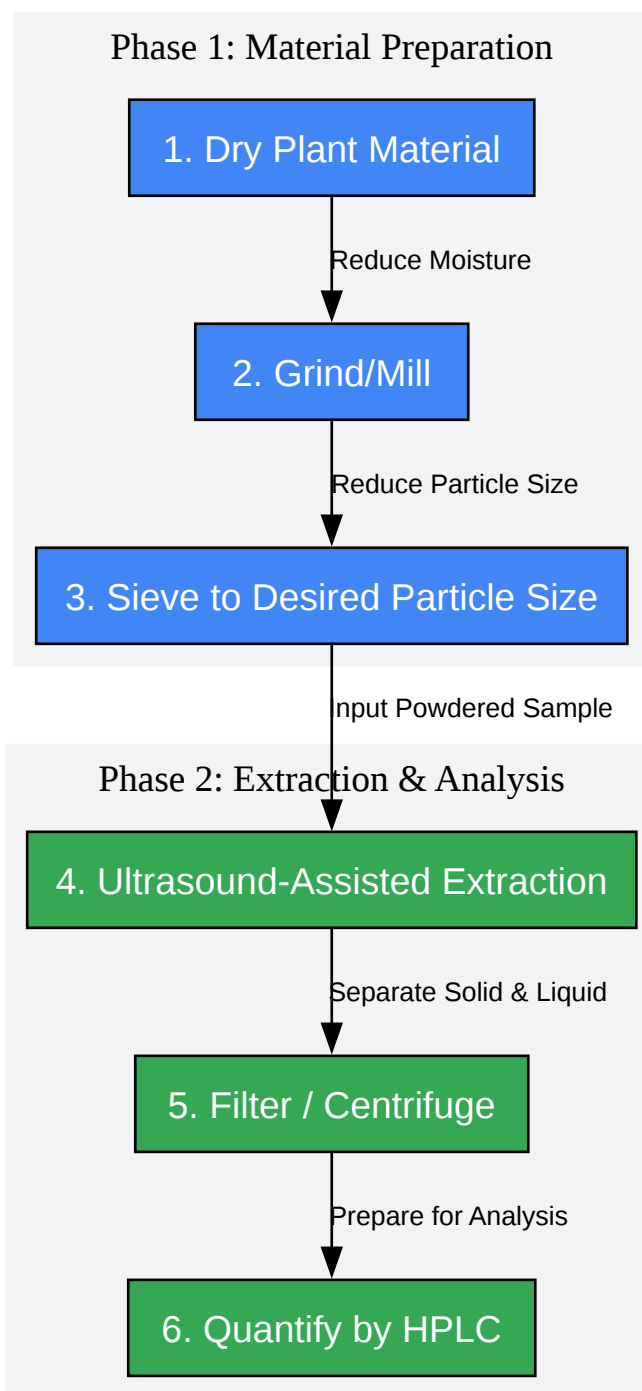 Phase 1: Material Preparation
1. Dry Plant Material
Reduce Moisture
2. Grind/Mill
Reduce Particle Size
3. Sieve to Desired Particle Size
Input Powdered Sample
Phase 2: Extraction & Analysis
4. Ultrasound-Assisted Extraction
Separate Solid & Liquid
5. Filter / Centrifuge
Prepare for Analysis
6. Quantify by HPLC